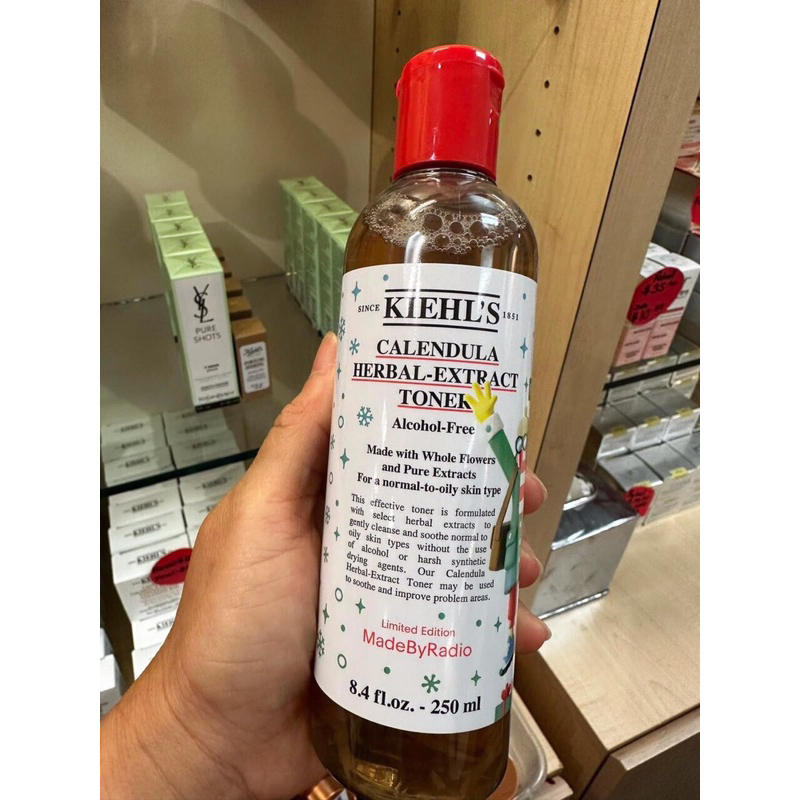 SINCE KIEHL'S 1851
CALENDULA
HERBAL-EXTRACT
TONER
Alcohol-Free
Made with Whole Flowers
and Pure Extracts
For a normal-to-oily skin type
This effective toner is formulated
with select herbal extracts to
gently cleanse and soothe normal to
oily skin types without the use
of alcohol or harsh synthetic
drying agents. Our Calendula
Herbal-Extract Toner may be used
to soothe and improve problem areas.
Limited Edition
MadeByRadio
8.4 fl.oz. - 250 ml
YSL
PURE
SHOTS
KIEHL'S
KIEHL'S
KIEHL'S